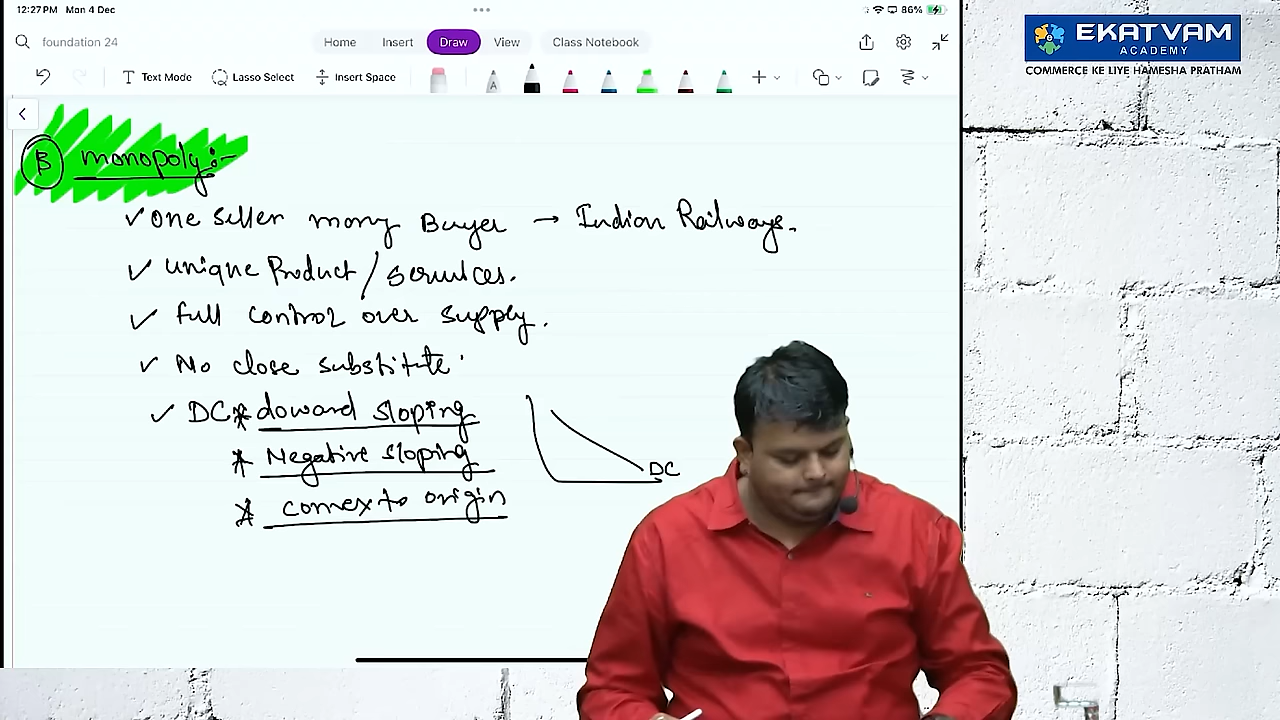 12:27 PM Mon 4 Dec
86%
foundation 24
Home Insert Draw View Class Notebook
Text Mode Lasso Select Insert Space
EKATVAM
ACADEMY
COMMERCE KE LIYE HAMESHA PRATHAM
B monopoly :-
✓ one seller many Buyer → Indian Railways.
✓ unique Product / services.
✓ full control over supply.
✓ No close substitute.
✓ DC * doward sloping
* Negative sloping
* convex to origin
DC